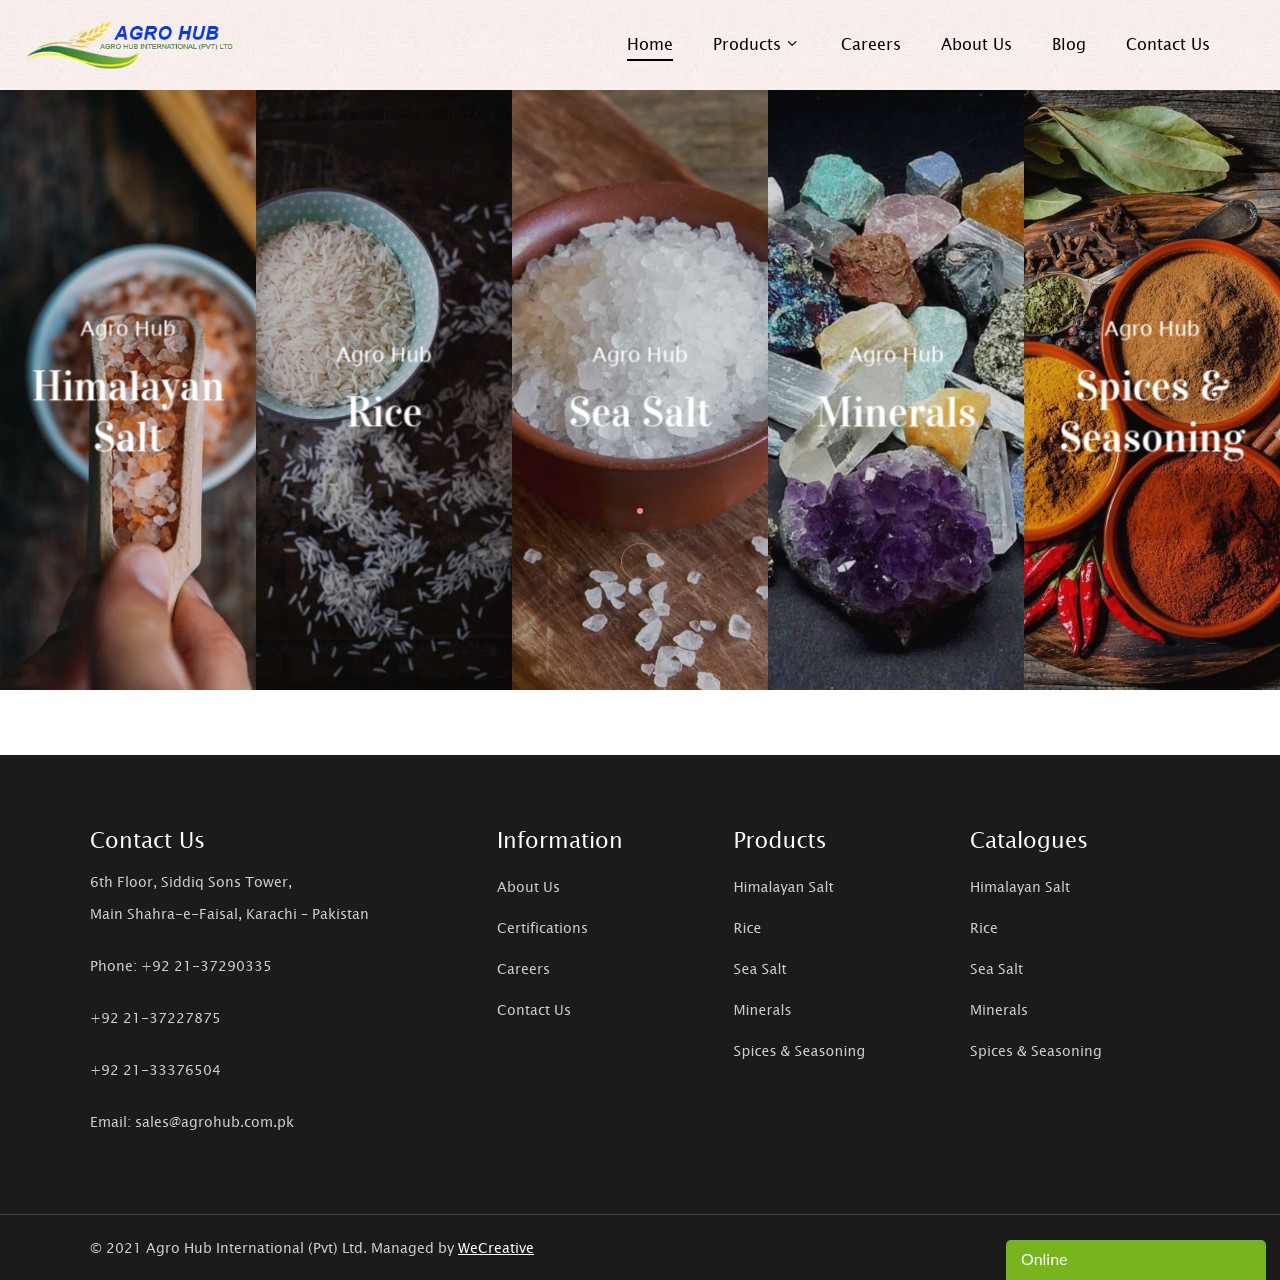 AGRO HUB
AGRO HUB INTERNATIONAL (PVT) LTD
Home
Products
Careers
About Us
Blog
Contact Us
Agro Hub
Himalayan
Salt
Agro Hub
Rice
Agro Hub
Sea Salt
Agro Hub
Minerals
Agro Hub
Spices &
Seasoning
Contact Us
6th Floor, Siddiq Sons Tower,
Main Shahra-e-Faisal, Karachi – Pakistan
Phone: +92 21-37290335
+92 21-37227875
+92 21-33376504
Email: sales@agrohub.com.pk
Information
About Us
Certifications
Careers
Contact Us
Products
Himalayan Salt
Rice
Sea Salt
Minerals
Spices & Seasoning
Catalogues
Himalayan Salt
Rice
Sea Salt
Minerals
Spices & Seasoning
© 2021 Agro Hub International (Pvt) Ltd. Managed by WeCreative
Online